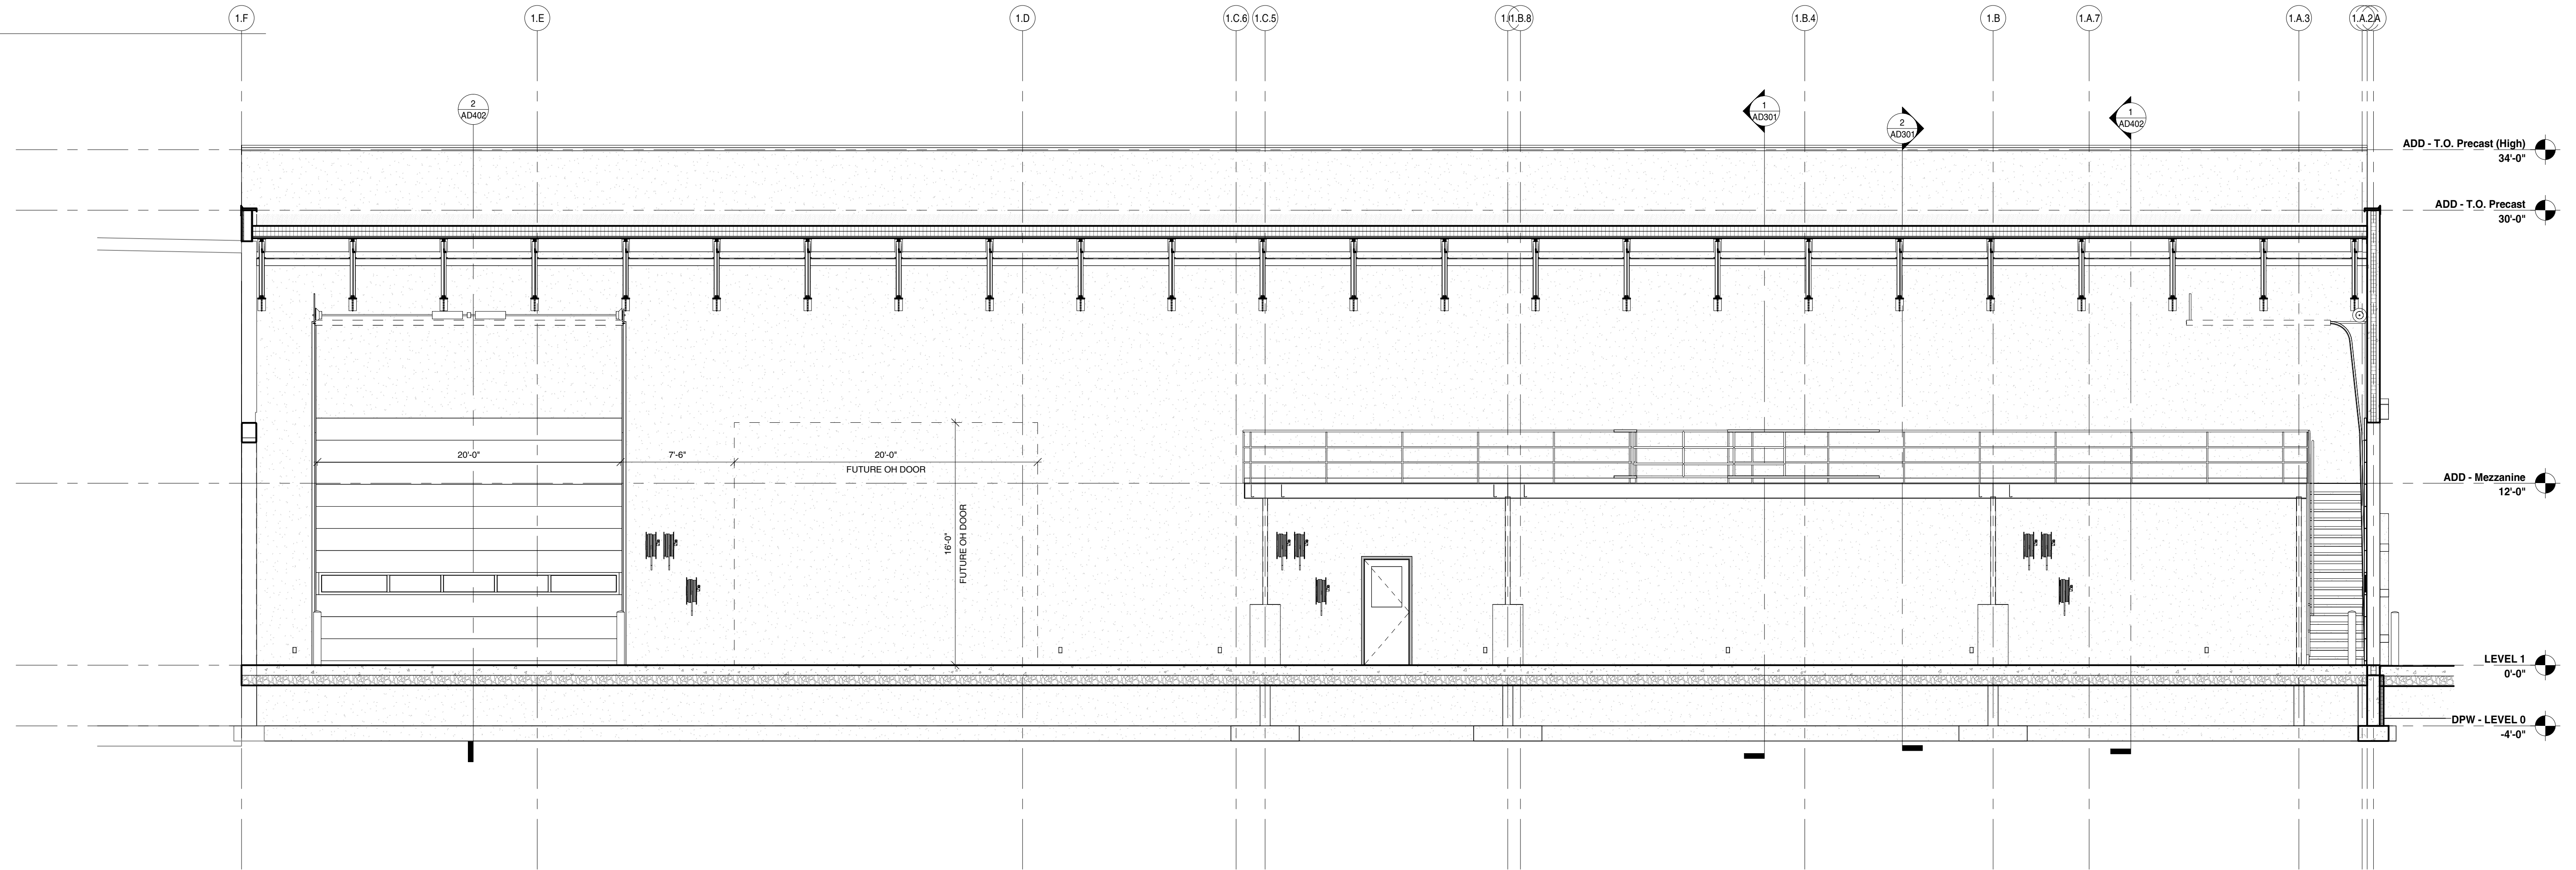 1.F
1.E
1.D
1.C.6
1.C.5
1.B.8
1.B.4
1.B
1.A.7
1.A.3
1.A.2
2
AD402
1
AD301
2
AD301
1
AD402
ADD - T.O. Precast (High)
34'-0"
ADD - T.O. Precast
30'-0"
20'-0"
7'-6"
20'-0"
FUTURE OH DOOR
16'-0"
FUTURE OH DOOR
ADD - Mezzanine
12'-0"
LEVEL 1
0'-0"
DPW - LEVEL 0
-4'-0"